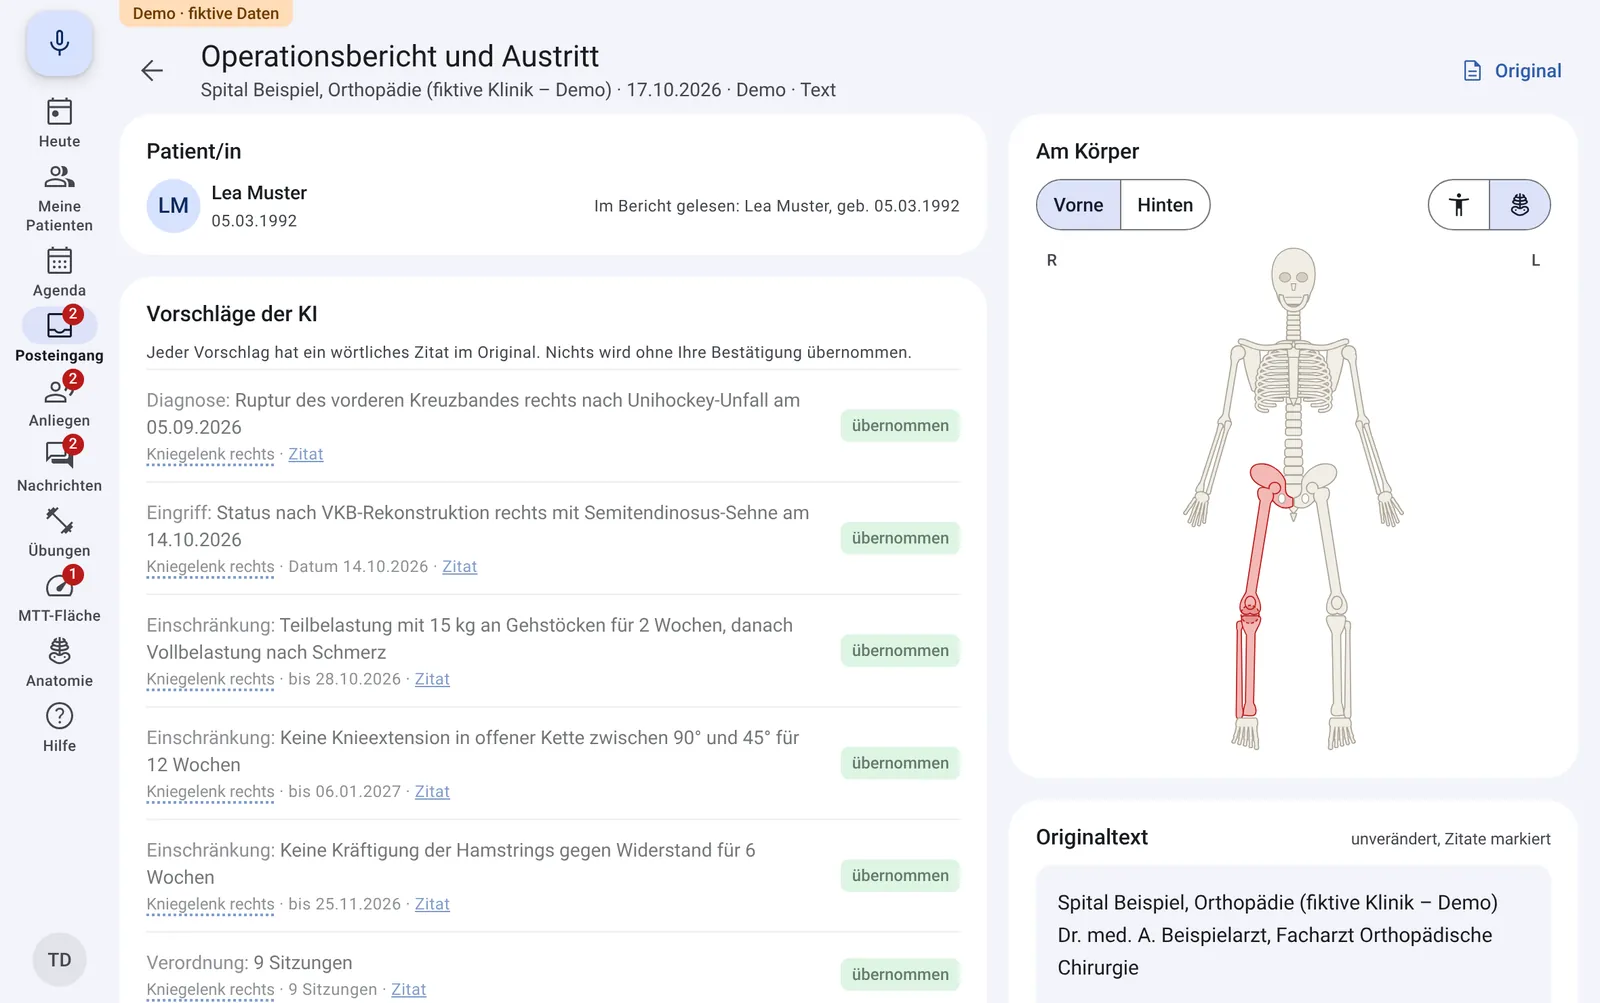 Demo · fiktive Daten
Operationsbericht und Austritt
Spital Beispiel, Orthopädie (fiktive Klinik – Demo) · 17.10.2026 · Demo · Text
Original
Heute
Meine
Patienten
Agenda
2
Posteingang
2
Anliegen
2
Nachrichten
Übungen
1
MTT-Fläche
Anatomie
Hilfe
TD
Patient/in
LM
Lea Muster
05.03.1992
Im Bericht gelesen: Lea Muster, geb. 05.03.1992
Vorschläge der KI
Jeder Vorschlag hat ein wörtliches Zitat im Original. Nichts wird ohne Ihre Bestätigung übernommen.
Diagnose: Ruptur des vorderen Kreuzbandes rechts nach Unihockey-Unfall am
05.09.2026
Kniegelenk rechts · Zitat
übernommen
Eingriff: Status nach VKB-Rekonstruktion rechts mit Semitendinosus-Sehne am
14.10.2026
Kniegelenk rechts · Datum 14.10.2026 · Zitat
übernommen
Einschränkung: Teilbelastung mit 15 kg an Gehstöcken für 2 Wochen, danach
Vollbelastung nach Schmerz
Kniegelenk rechts · bis 28.10.2026 · Zitat
übernommen
Einschränkung: Keine Knieextension in offener Kette zwischen 90° und 45° für
12 Wochen
Kniegelenk rechts · bis 06.01.2027 · Zitat
übernommen
Einschränkung: Keine Kräftigung der Hamstrings gegen Widerstand für 6
Wochen
Kniegelenk rechts · bis 25.11.2026 · Zitat
übernommen
Verordnung: 9 Sitzungen
Kniegelenk rechts · 9 Sitzungen · Zitat
übernommen
Am Körper
Vorne
Hinten
R
L
Originaltext
unverändert, Zitate markiert
Spital Beispiel, Orthopädie (fiktive Klinik – Demo)
Dr. med. A. Beispielarzt, Facharzt Orthopädische
Chirurgie